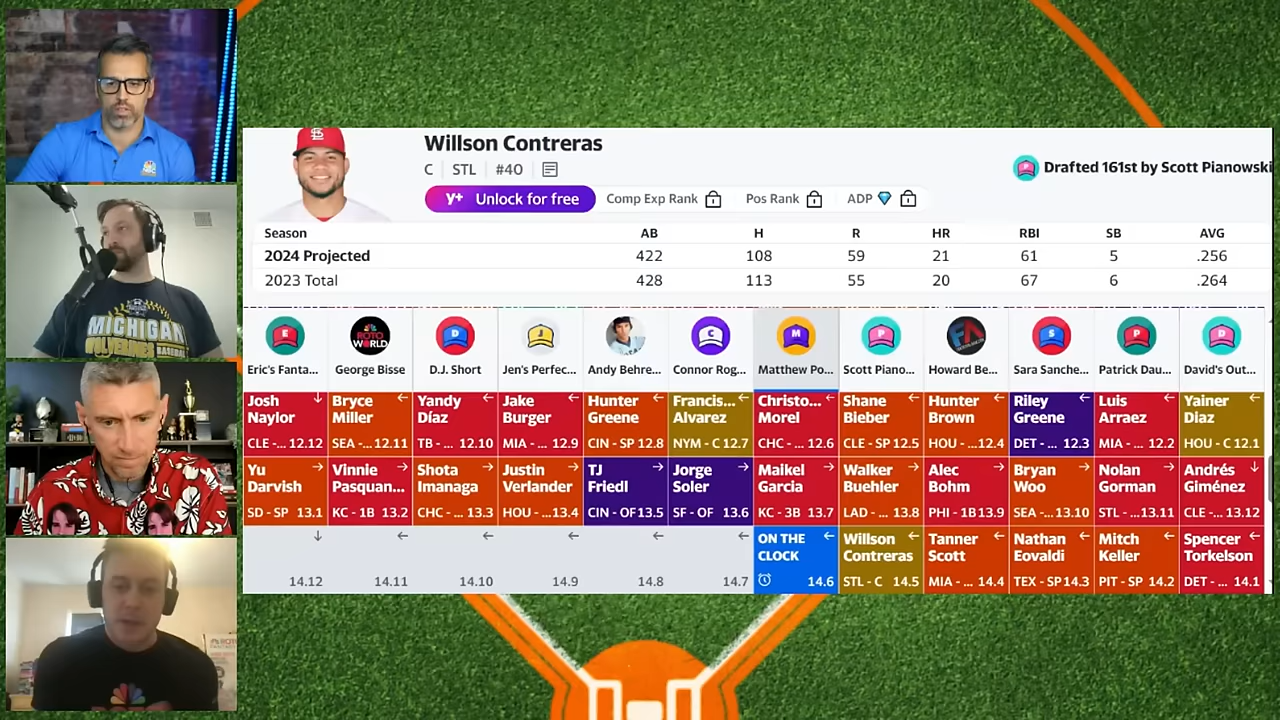 Willson Contreras
C STL #40
Drafted 161st by Scott Pianowski
y+ Unlock for free Comp Exp Rank Pos Rank ADP
Season AB H R HR RBI SB AVG
2024 Projected 422 108 59 21 61 5 .256
2023 Total 428 113 55 20 67 6 .264
E ROTO WORLD D J C M P FA S P D
Eric's Fanta... George Bisse D.J. Short Jen's Perfec... Andy Behre... Connor Rog... Matthew Po... Scott Piano... Howard Be... Sara Sanche... Patrick Dau... David's Out...
Josh Bryce Yandy Jake Hunter Francis... Christo... Shane Hunter Riley Luis Yainer
Naylor Miller Díaz Burger Greene Alvarez Morel Bieber Brown Greene Arraez Diaz
CLE -... 12.12 SEA -... 12.11 TB - ... 12.10 MIA - ... 12.9 CIN - SP 12.8 NYM - C 12.7 CHC - ... 12.6 CLE - SP 12.5 HOU - ... 12.4 DET - ... 12.3 MIA - ... 12.2 HOU - C 12.1
Yu Vinnie Shota Justin TJ Jorge Maikel Walker Alec Bryan Nolan Andrés
Darvish Pasquan... Imanaga Verlander Friedl Soler Garcia Buehler Bohm Woo Gorman Giménez
SD - SP 13.1 KC - 1B 13.2 CHC - ... 13.3 HOU - ... 13.4 CIN - OF 13.5 SF - OF 13.6 KC - 3B 13.7 LAD - ... 13.8 PHI - 1B 13.9 SEA - ... 13.10 STL - ... 13.11 CLE - ... 13.12
ON THE Willson Tanner Nathan Mitch Spencer
CLOCK Contreras Scott Eovaldi Keller Torkelson
14.12 14.11 14.10 14.9 14.8 14.7 14.6 STL - C 14.5 MIA - ... 14.4 TEX - SP 14.3 PIT - SP 14.2 DET - ... 14.1
MICHIGAN
WOLVERINES
BASEBALL